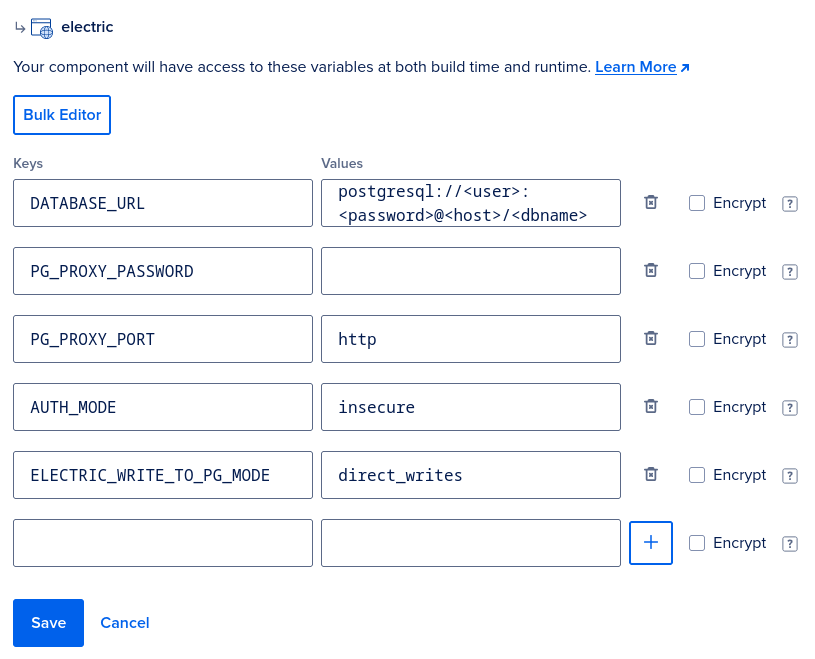 electric
Your component will have access to these variables at both build time and runtime. Learn More
Bulk Editor
Keys Values
DATABASE_URL postgresql://<user>:
<password>@<host>/<dbname> Encrypt ?
PG_PROXY_PASSWORD Encrypt ?
PG_PROXY_PORT http Encrypt ?
AUTH_MODE insecure Encrypt ?
ELECTRIC_WRITE_TO_PG_MODE direct_writes Encrypt ?
Encrypt ?
Save Cancel